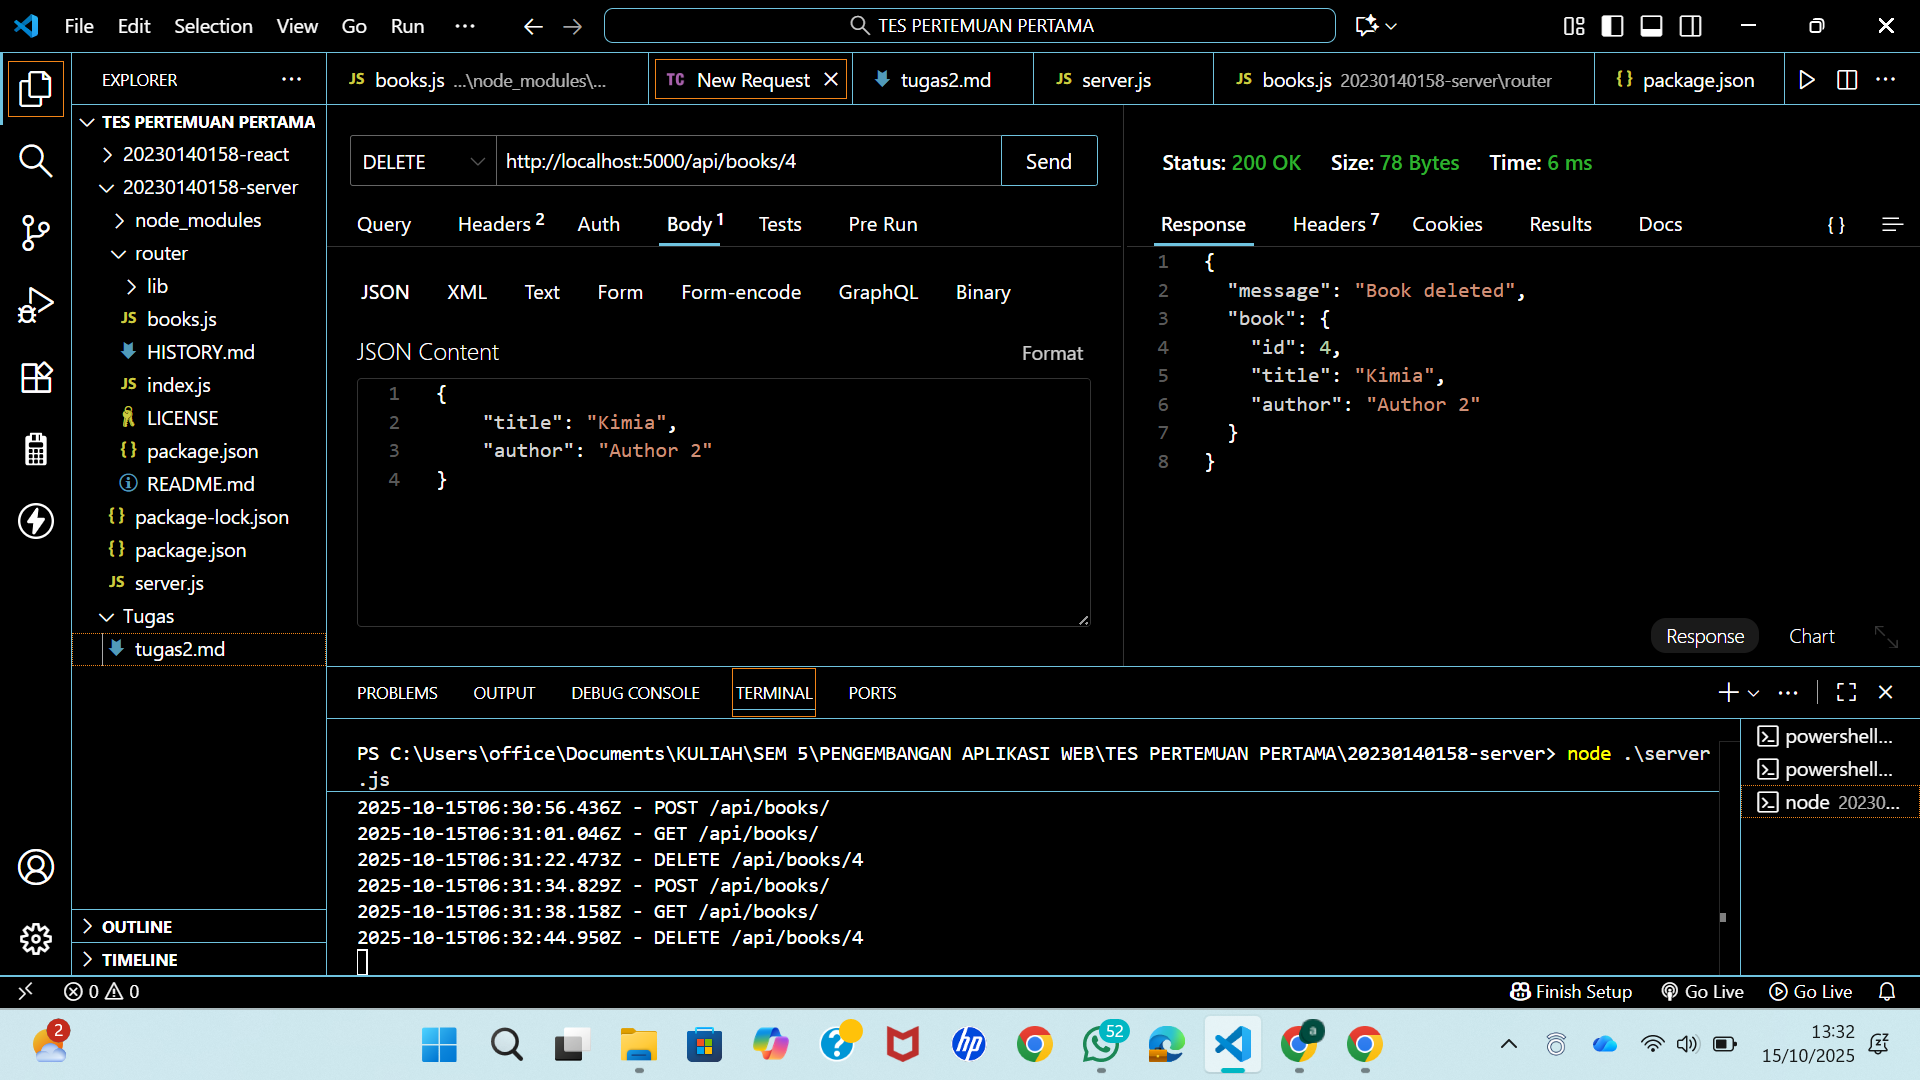 File Edit Selection View Go Run ···
TES PERTEMUAN PERTAMA
EXPLORER
books.js ...\node_modules\...
TC New Request
tugas2.md
JS server.js
JS books.js 20230140158-server\router
{} package.json
TES PERTEMUAN PERTAMA
20230140158-react
20230140158-server
node_modules
router
lib
JS books.js
HISTORY.md
JS index.js
LICENSE
{} package.json
README.md
{} package-lock.json
{} package.json
JS server.js
Tugas
tugas2.md
OUTLINE
TIMELINE
DELETE http://localhost:5000/api/books/4 Send
Query Headers 2 Auth Body 1 Tests Pre Run
JSON XML Text Form Form-encode GraphQL Binary
JSON Content Format
1 {
2 "title": "Kimia",
3 "author": "Author 2"
4 }
Status: 200 OK Size: 78 Bytes Time: 6 ms
Response Headers 7 Cookies Results Docs {}
1 {
2 "message": "Book deleted",
3 "book": {
4 "id": 4,
5 "title": "Kimia",
6 "author": "Author 2"
7 }
8 }
Response Chart
PROBLEMS OUTPUT DEBUG CONSOLE TERMINAL PORTS
PS C:\Users\office\Documents\KULIAH\SEM 5\PENGEMBANGAN APLIKASI WEB\TES PERTEMUAN PERTAMA\20230140158-server> node .\server
.js
2025-10-15T06:30:56.436Z - POST /api/books/
2025-10-15T06:31:01.046Z - GET /api/books/
2025-10-15T06:31:22.473Z - DELETE /api/books/4
2025-10-15T06:31:34.829Z - POST /api/books/
2025-10-15T06:31:38.158Z - GET /api/books/
2025-10-15T06:32:44.950Z - DELETE /api/books/4
powershell...
powershell...
node 20230...
0 0
Finish Setup Go Live Go Live
2
hp
52
a
13:32
15/10/2025